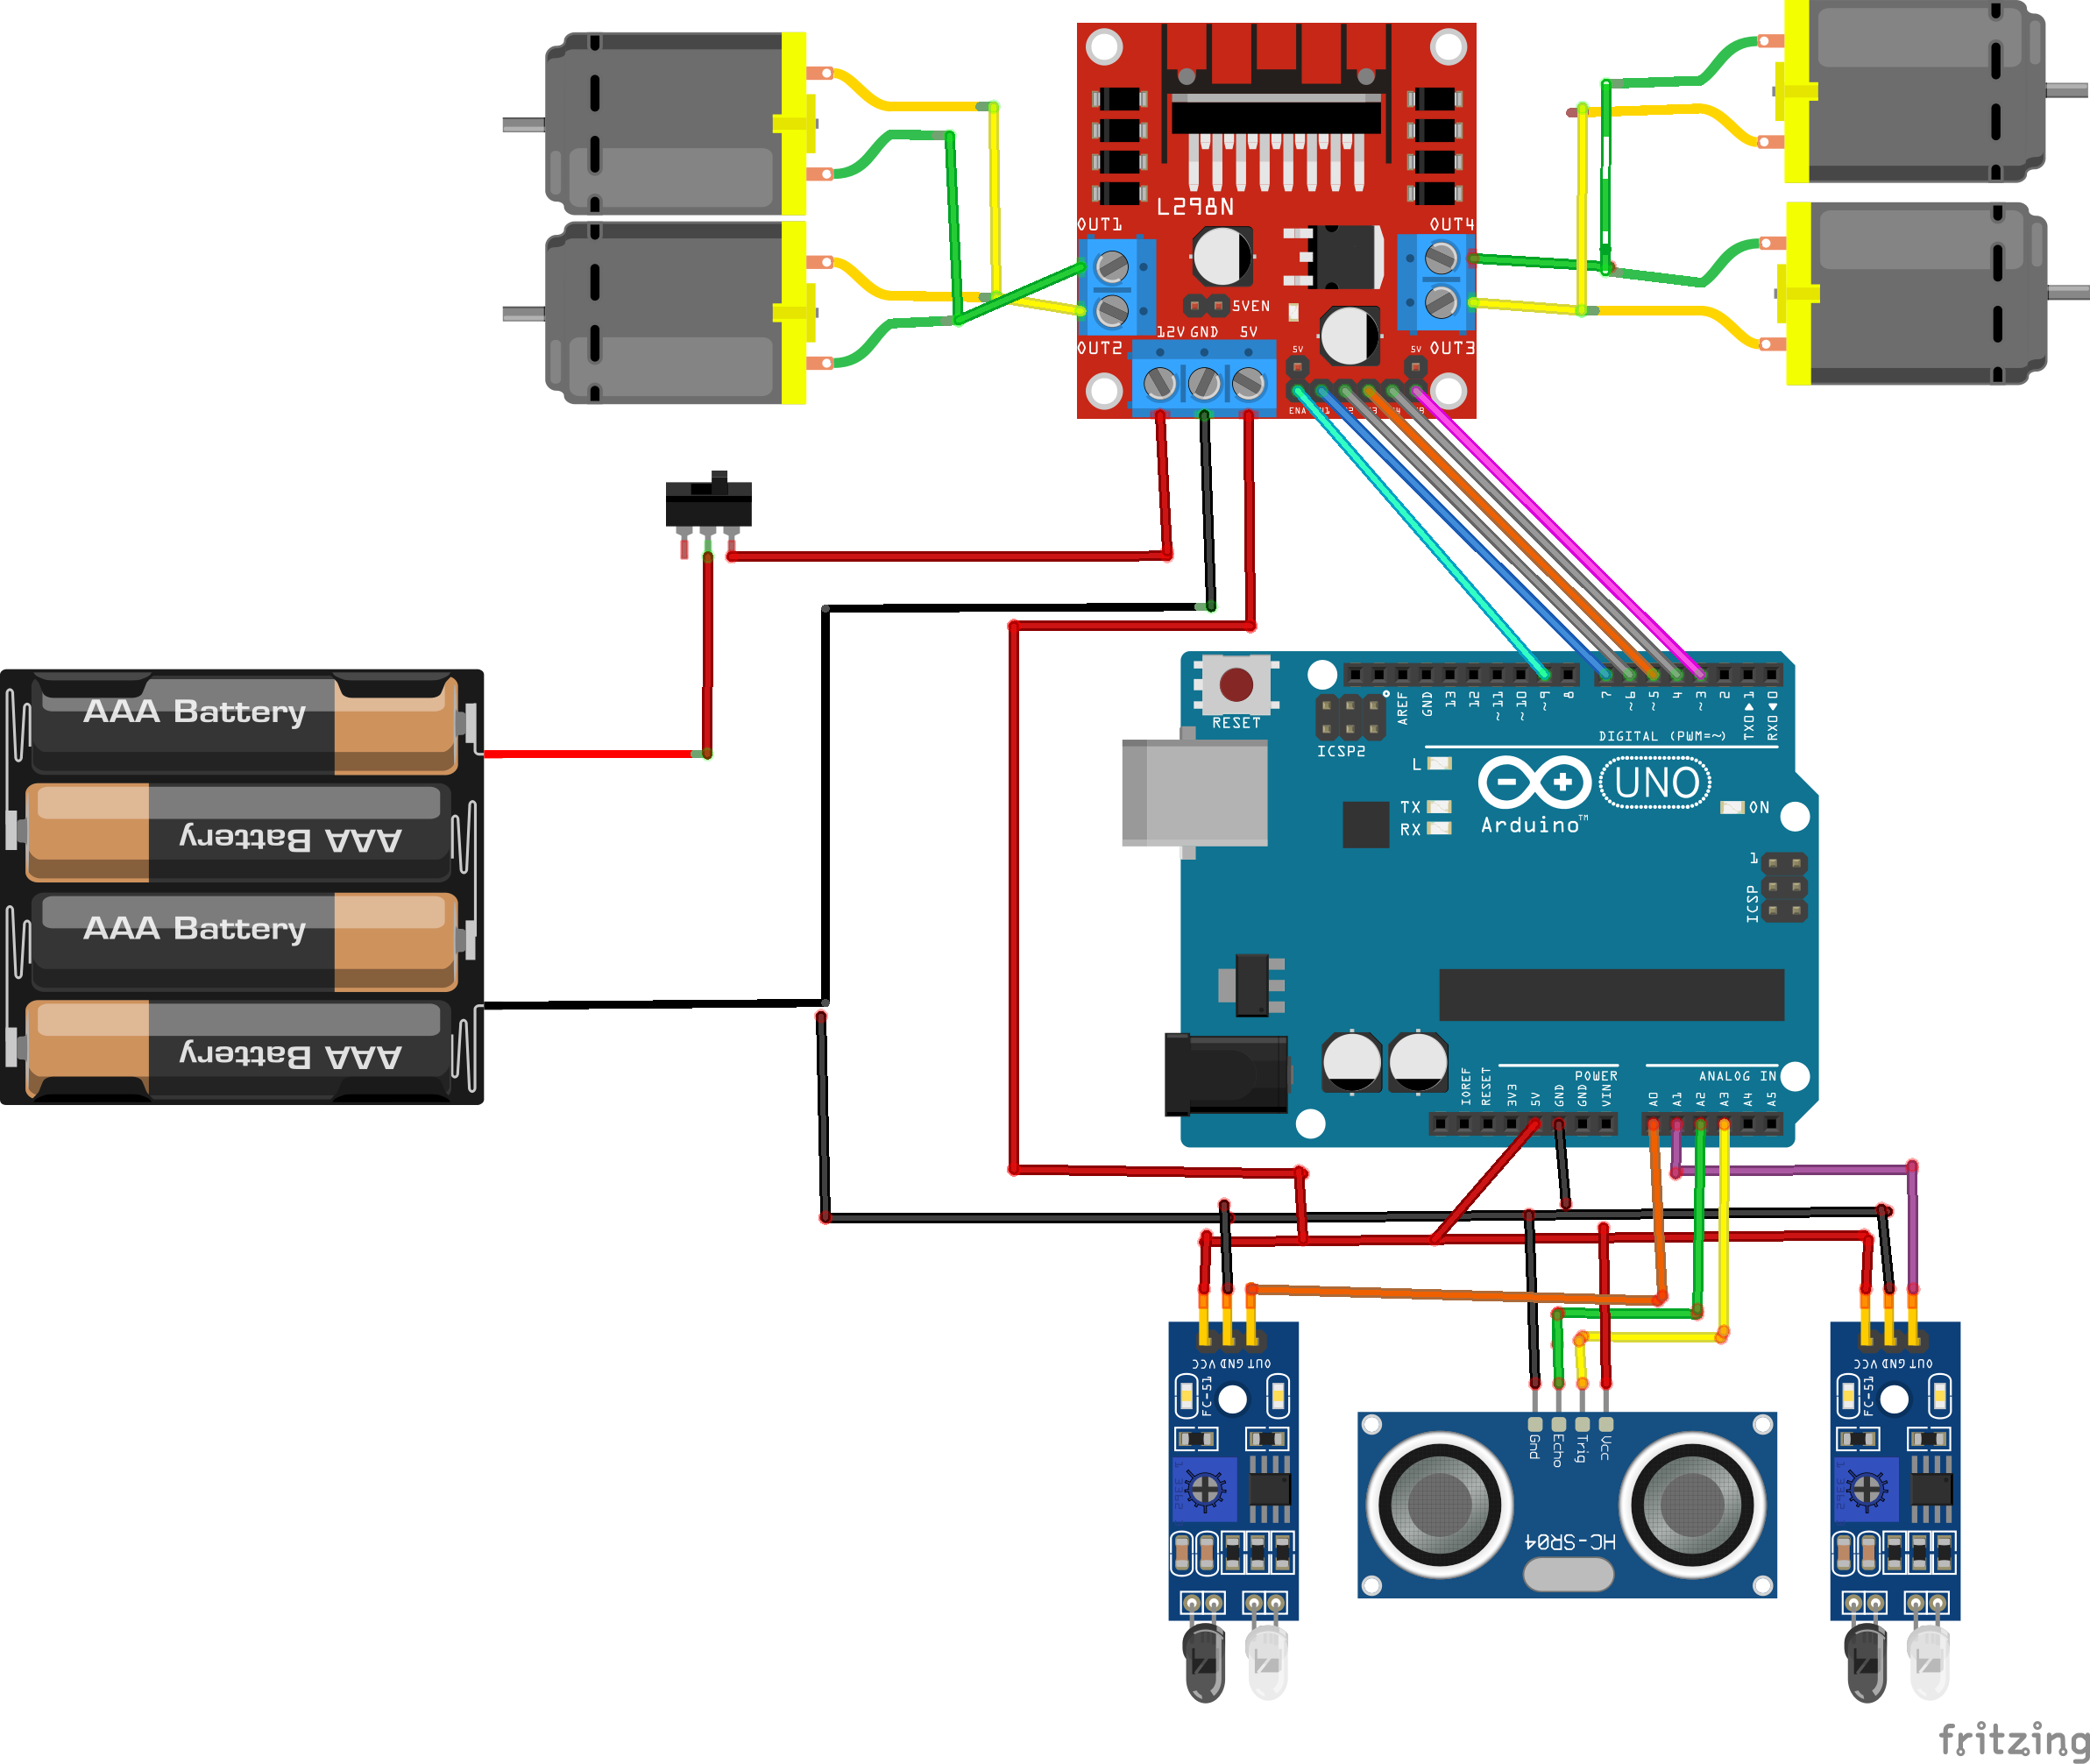 L298N
OUT1
OUT4
5VEN
12V GND 5V
OUT2
5V
5V
OUT3
ENA
RESET
ICSP2
AREF
GND
13
12
~11
~10
~9
8
7
~6
~5
4
~3
2
TX0▶1
RX0◀0
DIGITAL (PWM=~)
L
TX
RX
UNO
Arduino™
ON
1
ICSP
AAA Battery
AAA Battery
AAA Battery
AAA Battery
IOREF
RESET
3V3
5V
GND
GND
VIN
POWER
A0
A1
A2
A3
A4
A5
ANALOG IN
VCC GND OUT
FC-51
Gnd
Echo
Trig
Vcc
HC-SR04
VCC GND OUT
FC-51
fritzing